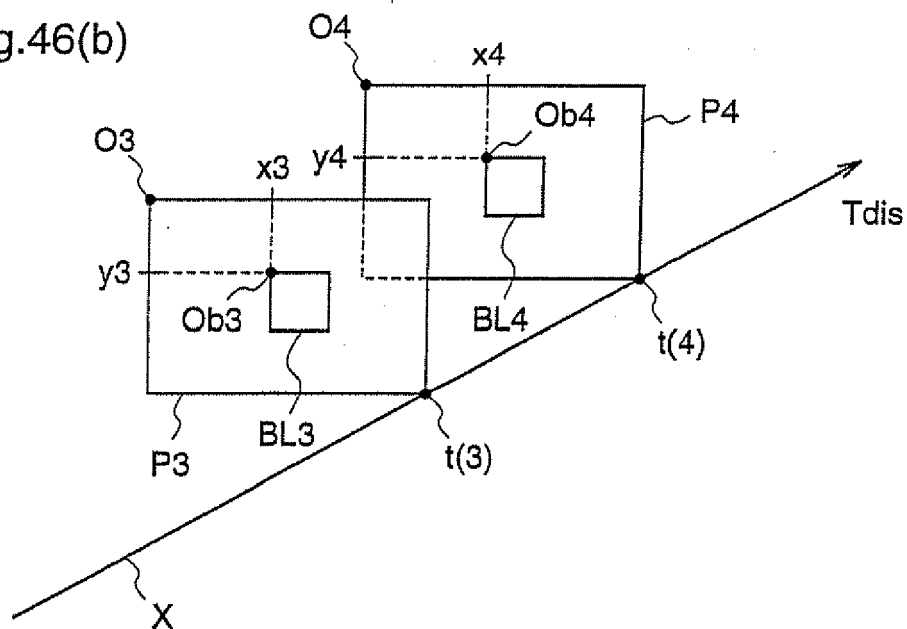 g.46(b)
O4
x4
Ob4
P4
O3
x3
y4
Tdis
y3
Ob3
BL4
t(4)
BL3
P3
t(3)
X